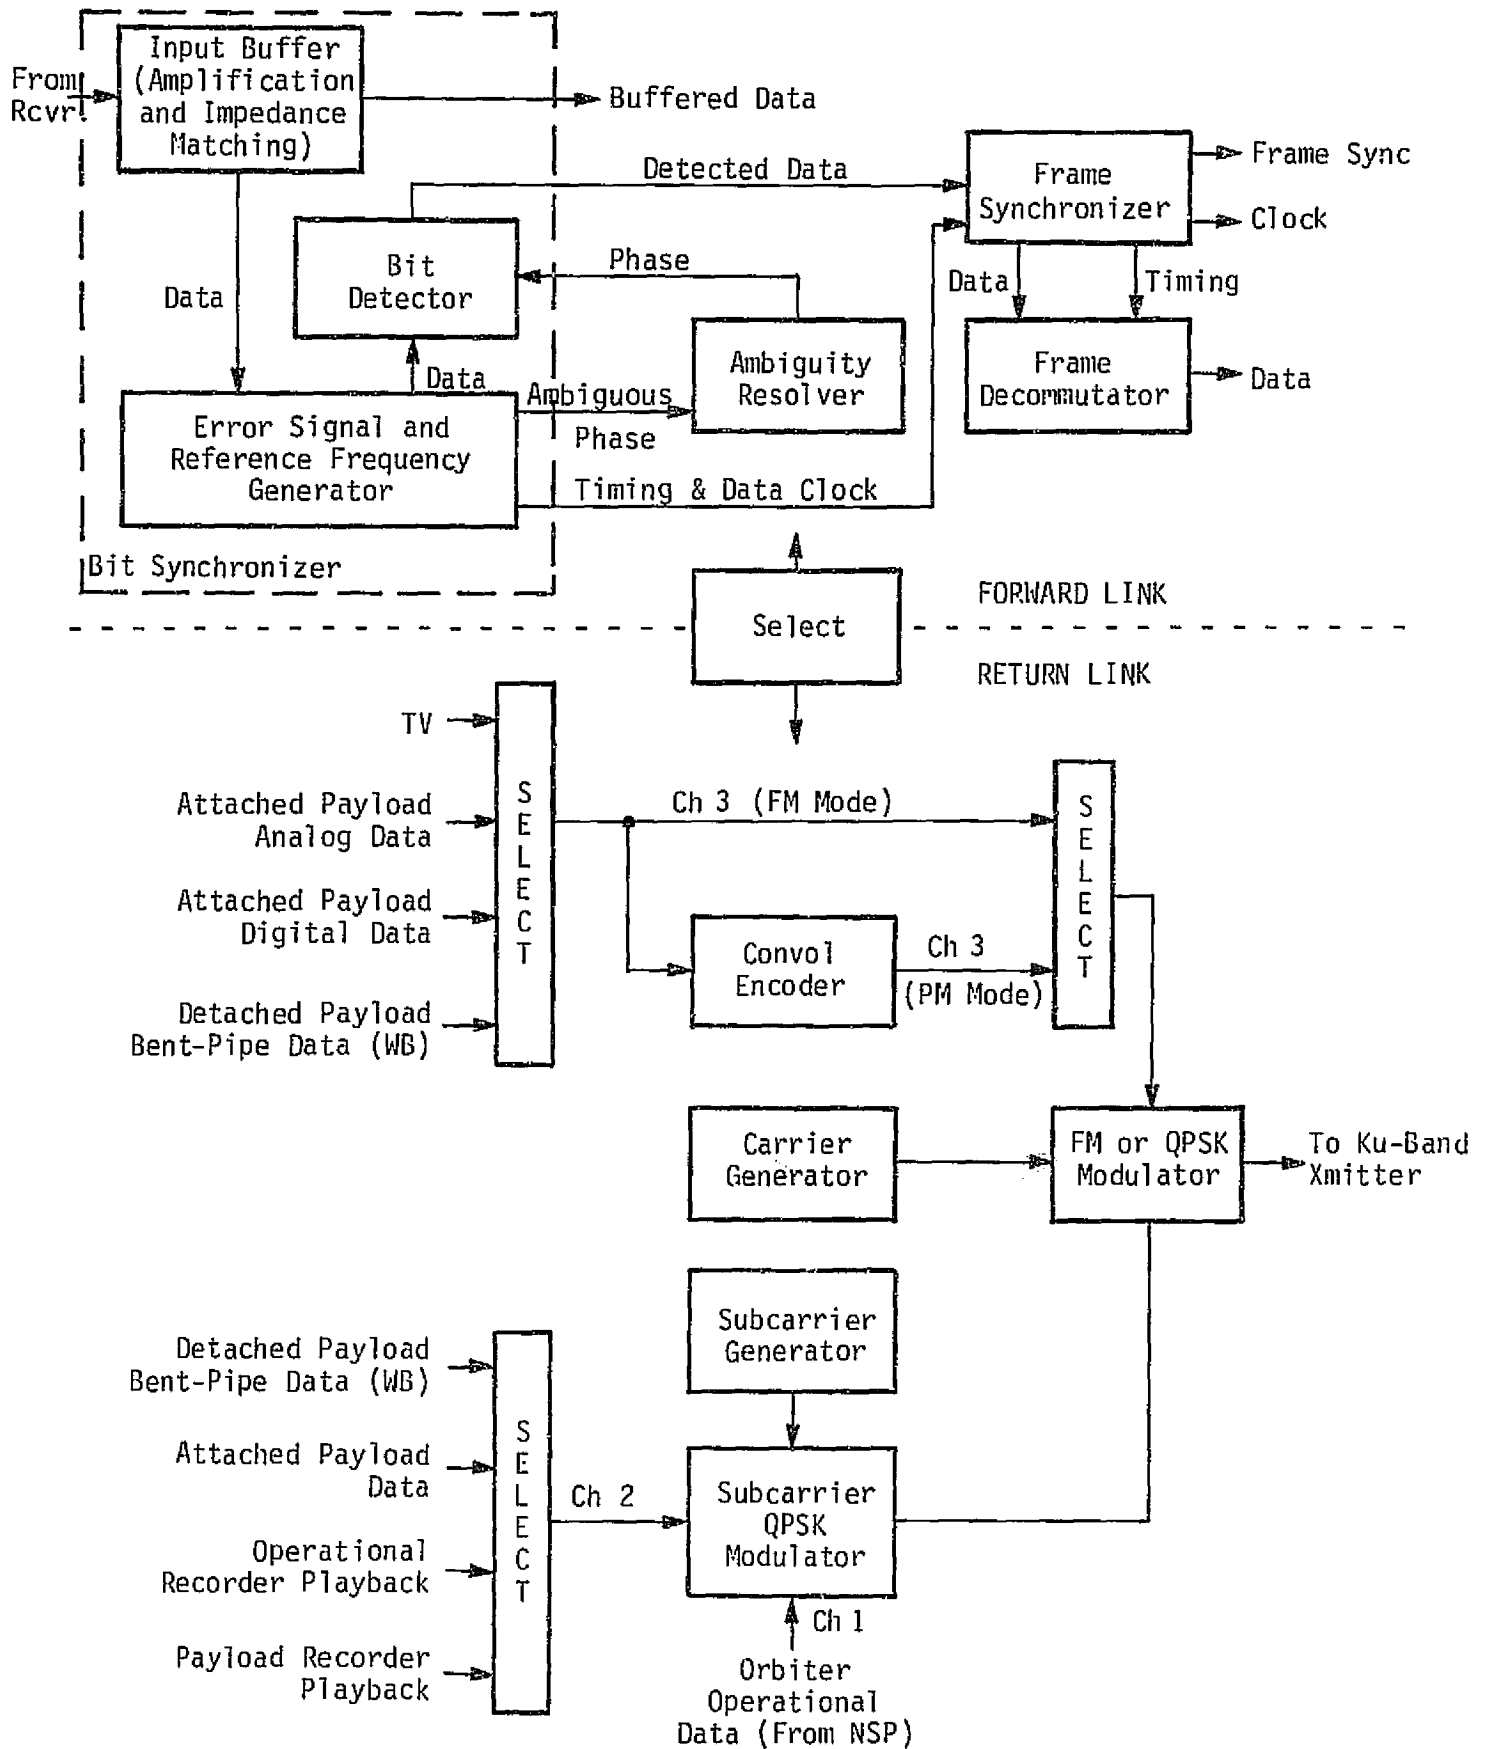 Input Buffer
(Amplification
and Impedance
Matching)
From
Rcvr.
Buffered Data
Detected Data
Frame
Synchronizer
Frame Sync
Clock
Bit
Detector
Phase
Data
Data
Timing
Ambiguity
Resolver
Frame
Decommutator
Data
Data
Ambiguous
Phase
Error Signal and
Reference Frequency
Generator
Timing & Data Clock
Bit Synchronizer
Select
FORWARD LINK
RETURN LINK
TV
Attached Payload
Analog Data
Attached Payload
Digital Data
Detached Payload
Bent-Pipe Data (WB)
SELECT
Ch 3 (FM Mode)
Convol
Encoder
Ch 3
(PM Mode)
SELECT
Carrier
Generator
FM or QPSK
Modulator
To Ku-Band
Xmitter
Subcarrier
Generator
Detached Payload
Bent-Pipe Data (WB)
Attached Payload
Data
Operational
Recorder Playback
Payload Recorder
Playback
SELECT
Ch 2
Subcarrier
QPSK
Modulator
Ch 1
Orbiter
Operational
Data (From NSP)